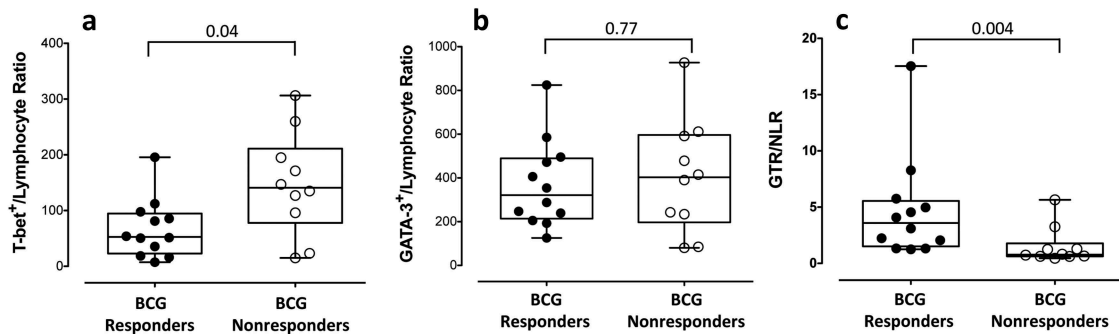 a
0.04
400
300
200
100
0
T-bet⁺/Lymphocyte Ratio
BCG
Responders
BCG
Nonresponders
b
0.77
1000
800
600
400
200
0
GATA-3⁺/Lymphocyte Ratio
BCG
Responders
BCG
Nonresponders
c
0.004
20
15
10
5
0
GTR/NLR
BCG
Responders
BCG
Nonresponders